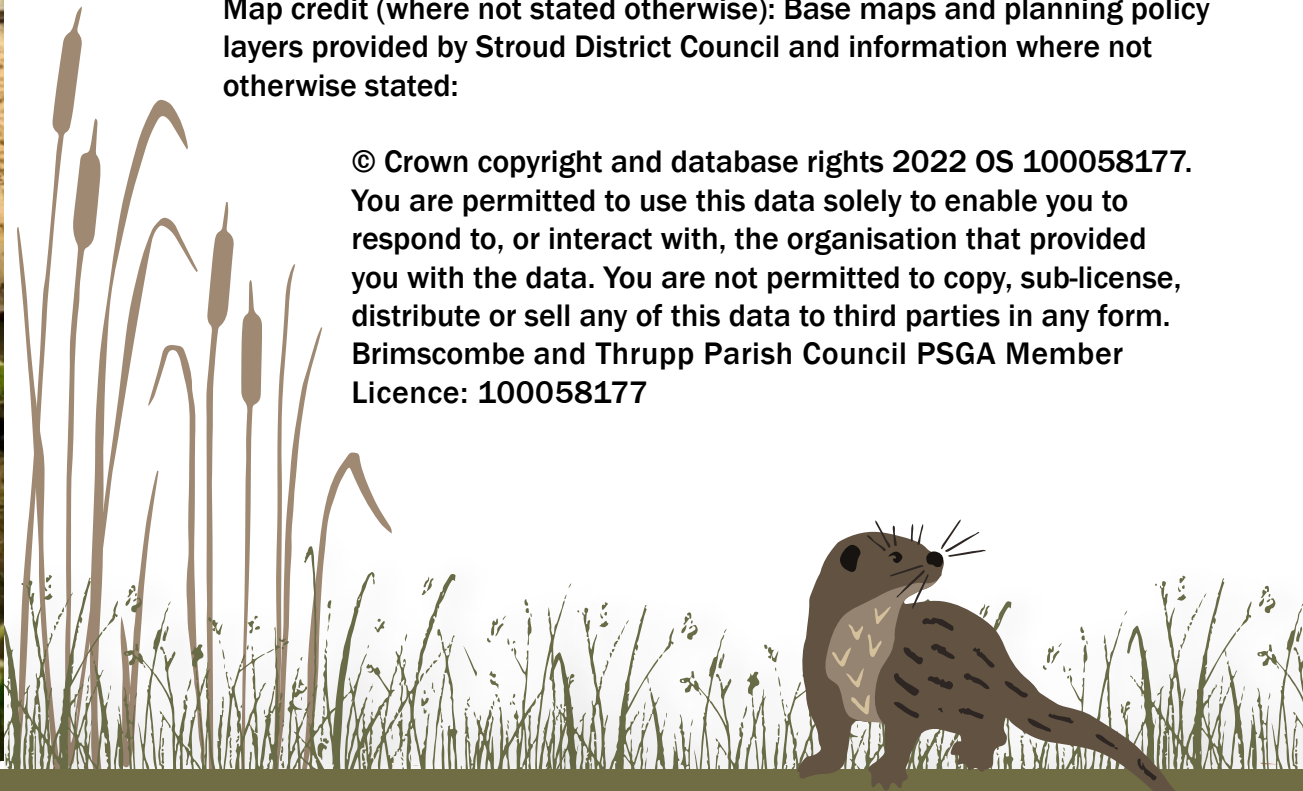 Map credit (where not stated otherwise): Base maps and planning policy
layers provided by Stroud District Council and information where not
otherwise stated:
© Crown copyright and database rights 2022 OS 100058177.
You are permitted to use this data solely to enable you to
respond to, or interact with, the organisation that provided
you with the data. You are not permitted to copy, sub-license,
distribute or sell any of this data to third parties in any form.
Brimscombe and Thrupp Parish Council PSGA Member
Licence: 100058177